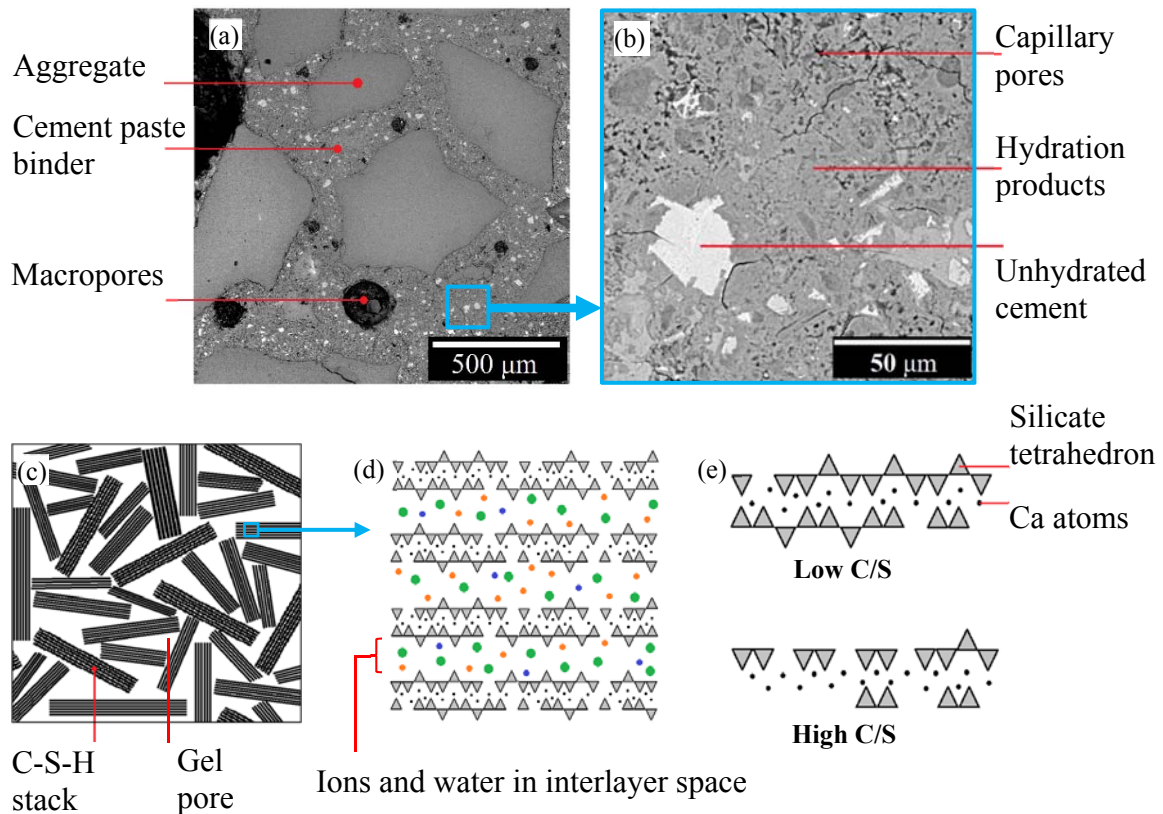 (a)
(b)
Aggregate
Cement paste
binder
Macropores
500 μm
Capillary
pores
Hydration
products
Unhydrated
cement
50 μm
(c)
(d)
(e)
Silicate
tetrahedron
Ca atoms
Low C/S
High C/S
C-S-H
stack
Gel
pore
Ions and water in interlayer space